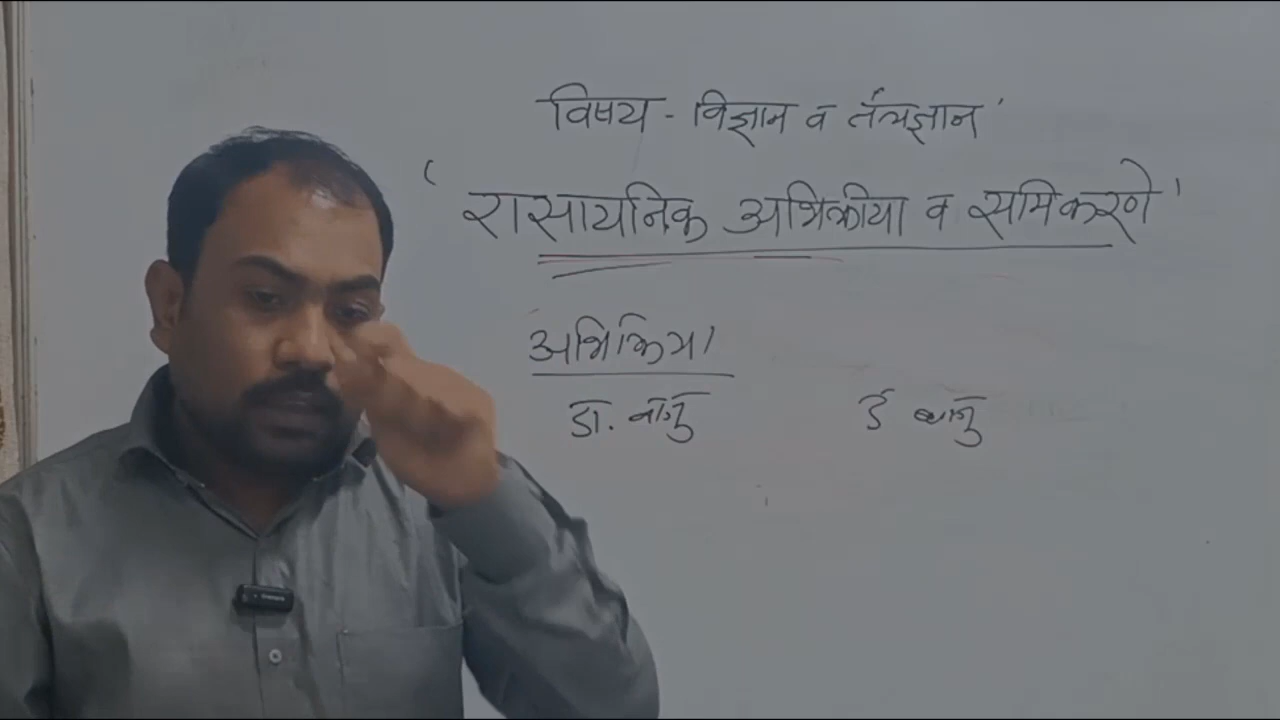 विषय - विज्ञान व तंत्रज्ञान'
'रासायनिक अभिक्रीया व समिकरणे'
अभिक्रिया
डा. बाजु उ बाजु